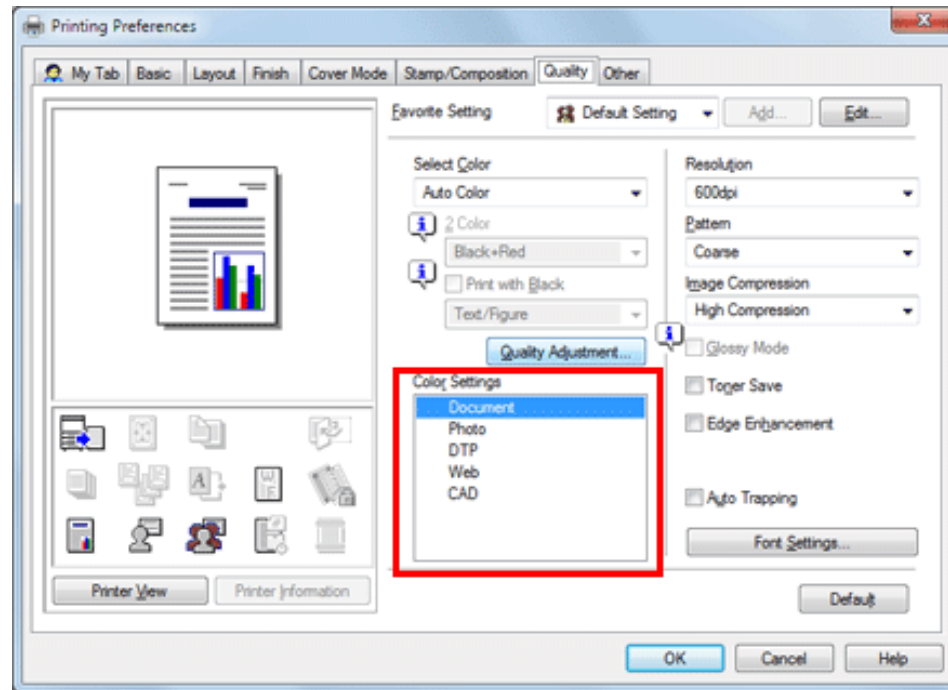 Printing Preferences
My Tab Basic Layout Finish Cover Mode Stamp/Composition Quality Other
Favorite Setting Default Setting Add... Edit...
Select Color
Auto Color
2 Color
Black+Red
Print with Black
Text/Figure
Quality Adjustment...
Color Settings
Document
Photo
DTP
Web
CAD
Resolution
600dpi
Pattern
Coarse
Image Compression
High Compression
Glossy Mode
Toner Save
Edge Enhancement
Auto Trapping
Font Settings...
Printer View Printer Information
Default
OK Cancel Help